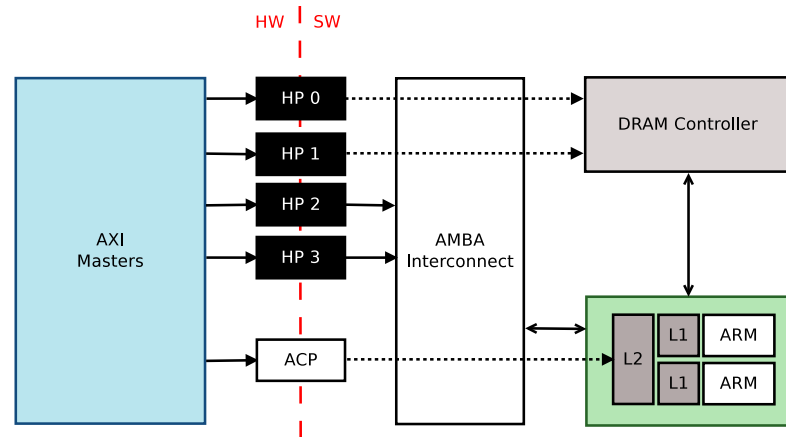 HW SW
HP 0
HP 1
HP 2
HP 3
ACP
AXI
Masters
AMBA
Interconnect
DRAM Controller
L2
L1
ARM
L1
ARM